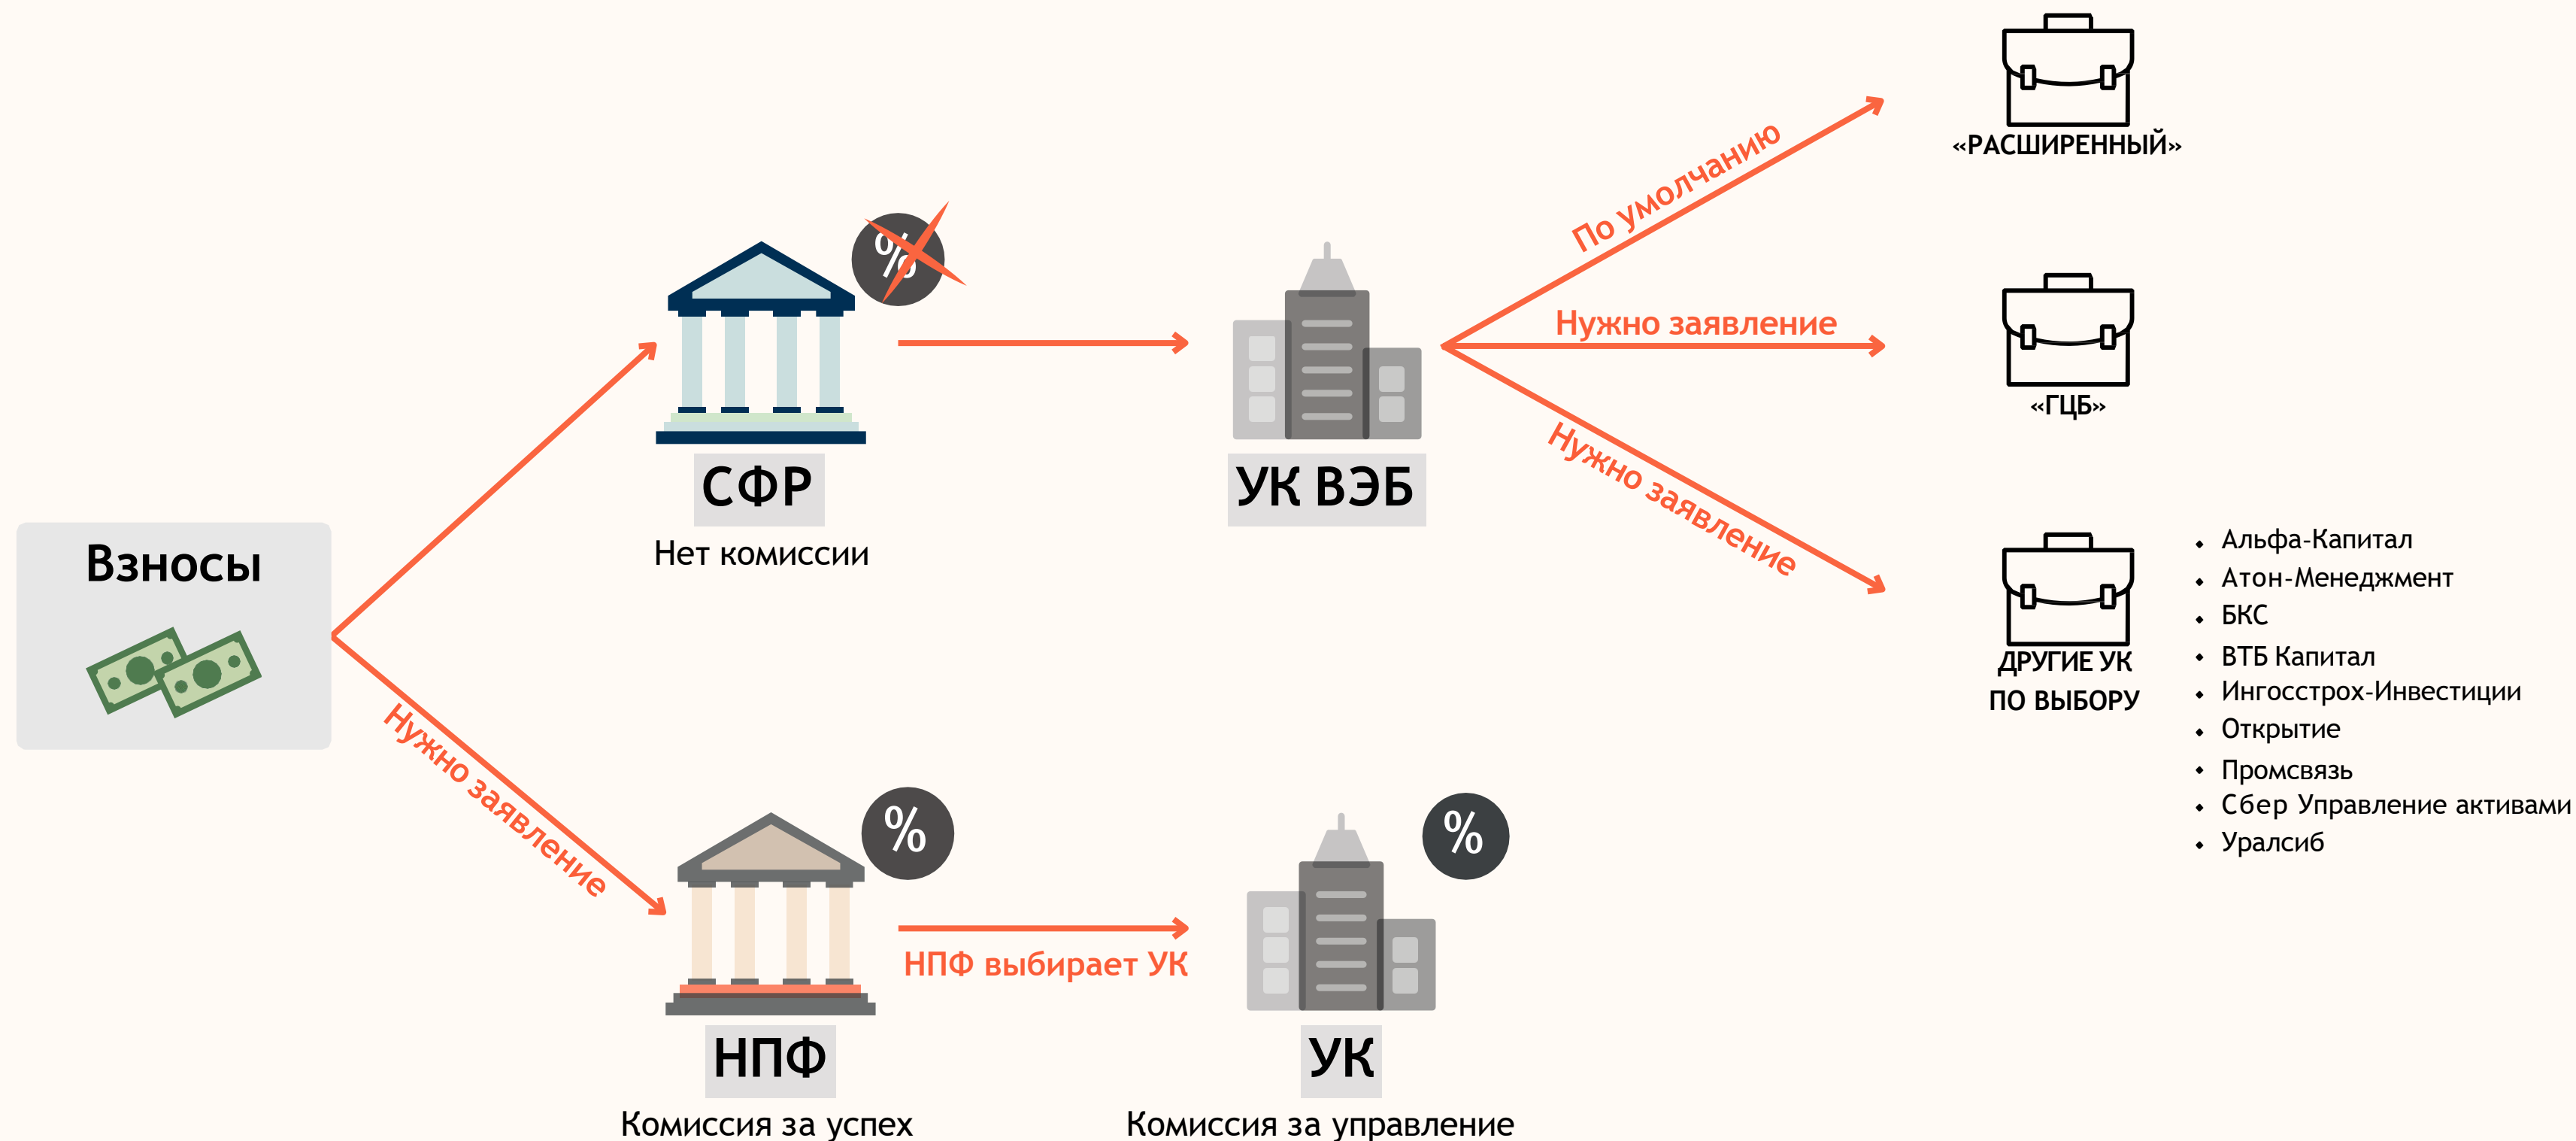 «РАСШИРЕННЫЙ»
По умолчанию
%
Нужно заявление
«ГЦБ»
СФР
Нет комиссии
УК ВЭБ
Нужно заявление
Взносы
ДРУГИЕ УК
ПО ВЫБОРУ
Альфа-Капитал
Атон-Менеджмент
БКС
ВТБ Капитал
Ингосстрох-Инвестиции
Открытие
Промсвязь
Сбер Управление активами
Уралсиб
Нужно заявление
%
НПФ выбирает УК
%
НПФ
Комиссия за успех
УК
Комиссия за управление